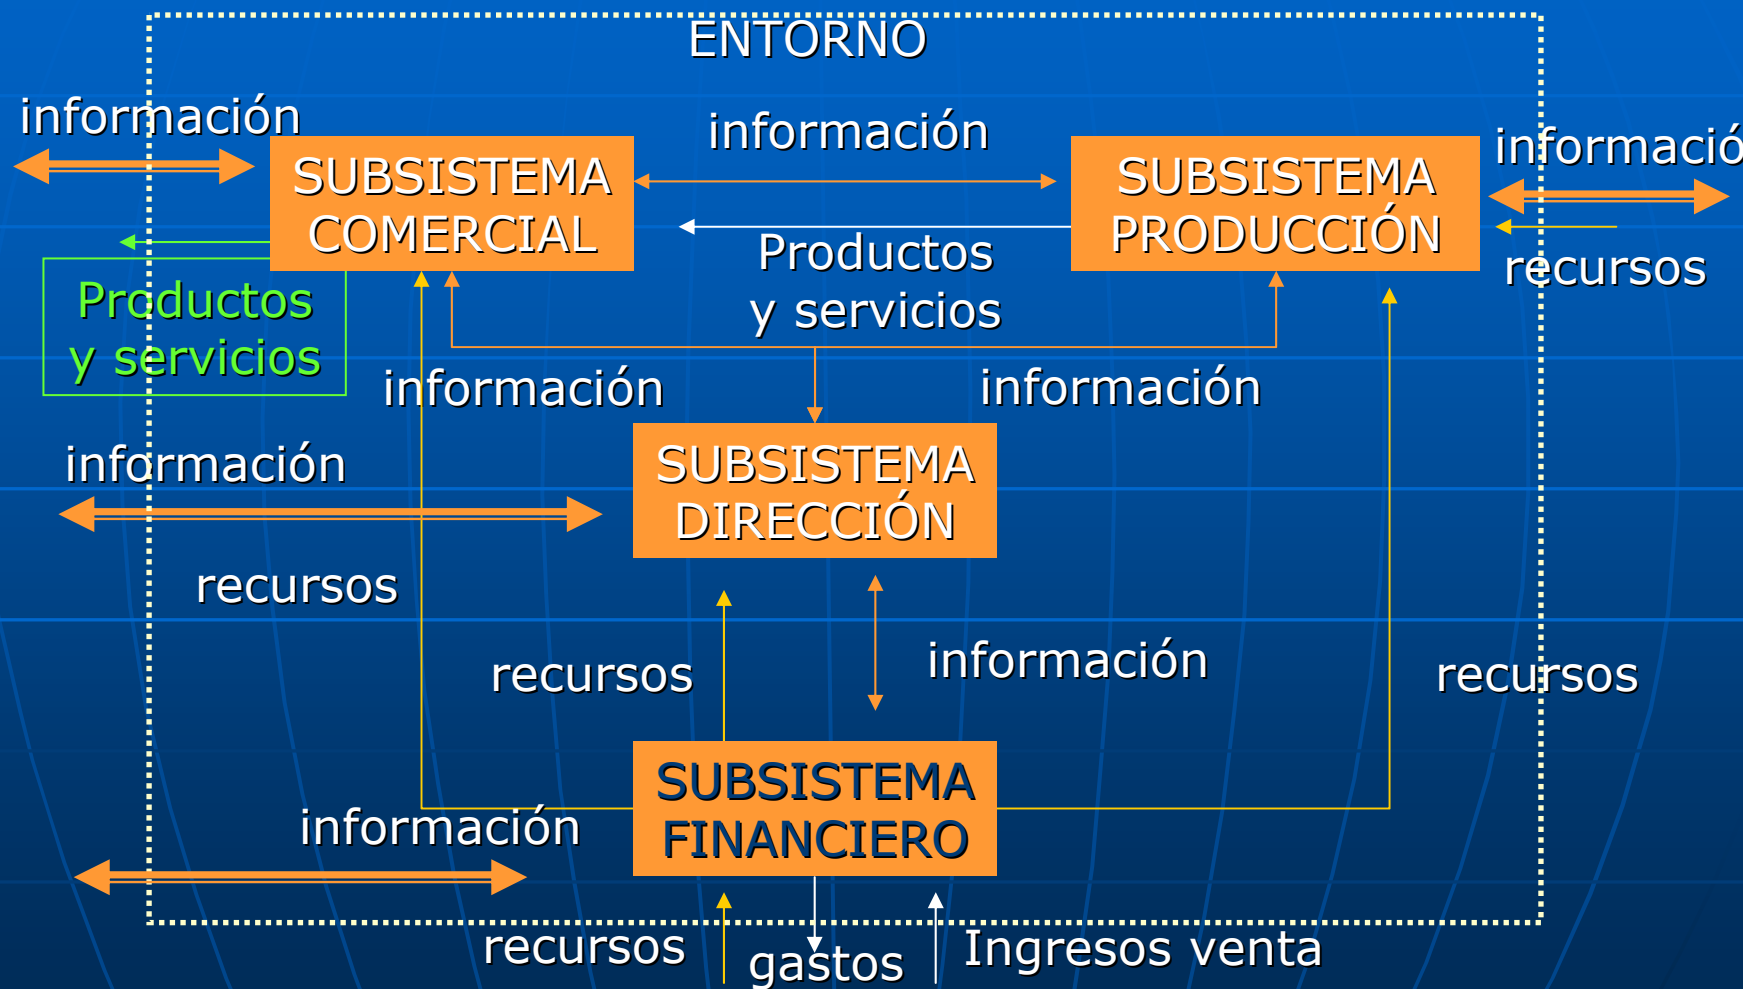 ENTORNO
información
información
informació
SUBSISTEMA
COMERCIAL
SUBSISTEMA
PRODUCCIÓN
Productos
y servicios
recursos
Productos
y servicios
información
información
información
SUBSISTEMA
DIRECCIÓN
recursos
recursos
información
recursos
SUBSISTEMA
FINANCIERO
información
recursos
gastos
Ingresos venta